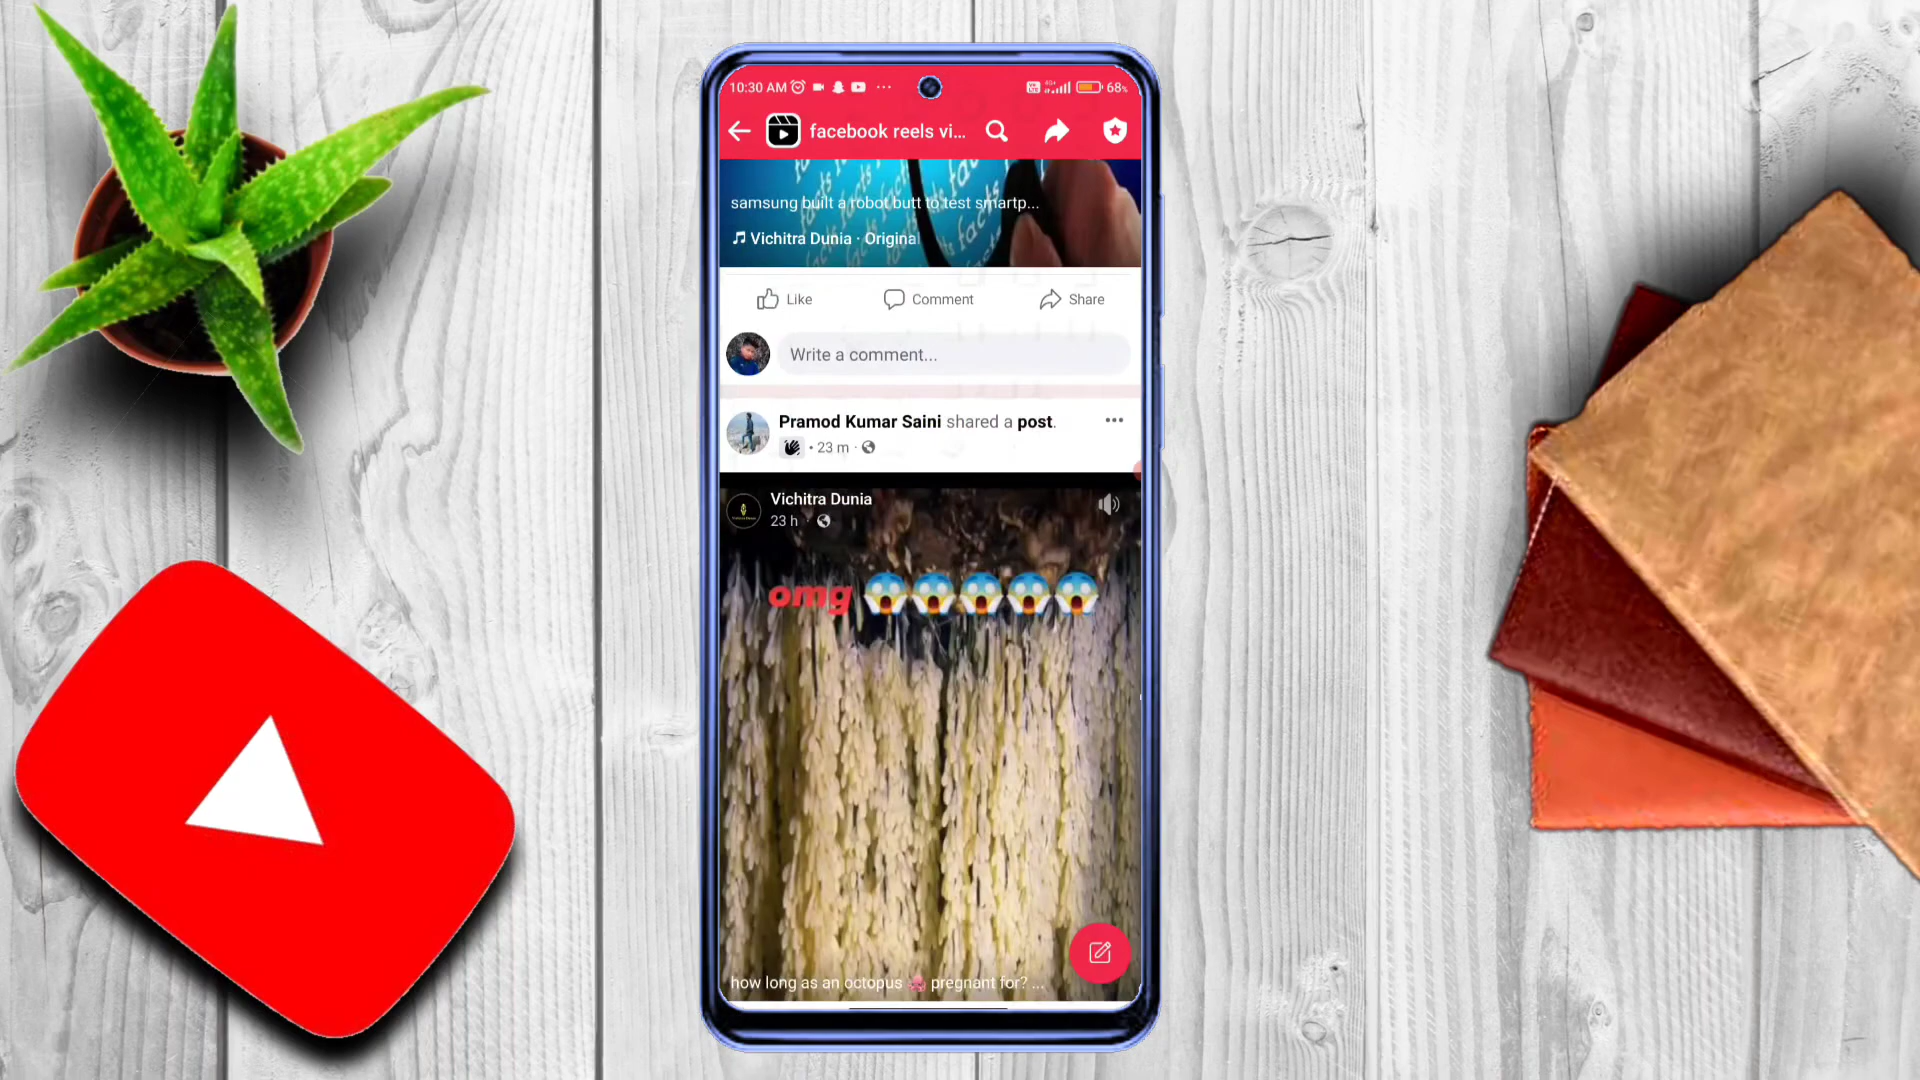 10:30 AM 68%
facebook reels vi...
samsung built a robot butt to test smartp...
Vichitra Dunia · Original
Like Comment Share
Write a comment...
Pramod Kumar Saini shared a post.
23 m
Vichitra Dunia
23 h
omg 😱😱😱😱😱
how long as an octopus 🐙 pregnant for? ...